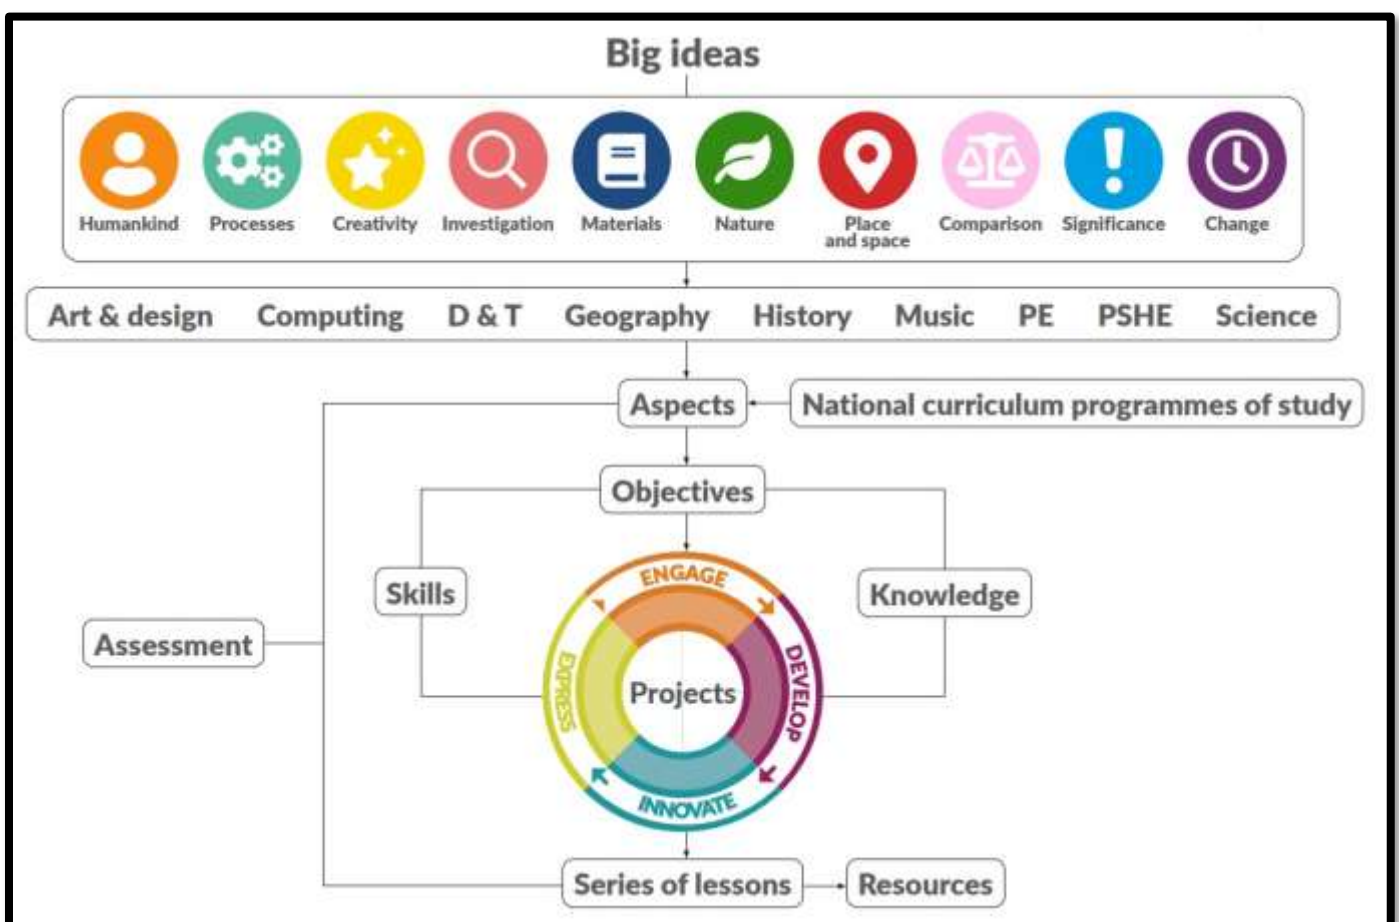 Big ideas
Humankind
Processes
Creativity
Investigation
Materials
Nature
Place
and space
Comparison
Significance
Change
Art & design Computing D & T Geography History Music PE PSHE Science
Aspects
National curriculum programmes of study
Objectives
Skills
Knowledge
Assessment
ENGAGE
DEVELOP
INNOVATE
EXPRESS
Projects
Series of lessons
Resources